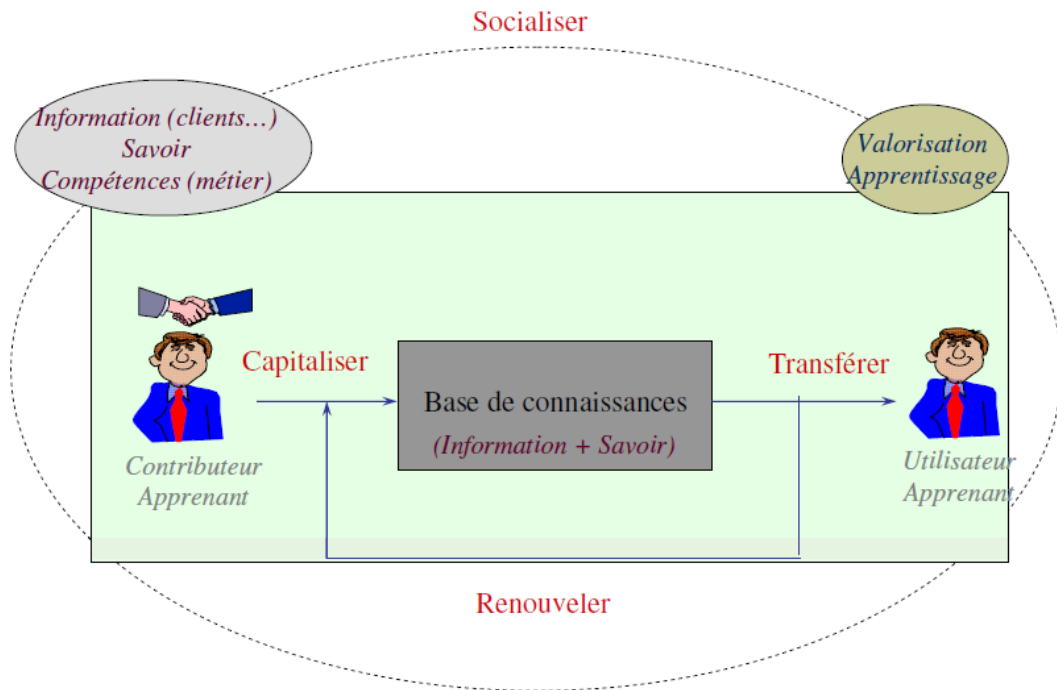 Socialiser
Information (clients...)
Savoir
Compétences (métier)
Valorisation
Apprentissage
Capitaliser
Transférer
Base de connaissances
(Information + Savoir)
Contributeur
Apprenant
Utilisateur
Apprenant
Renouveler